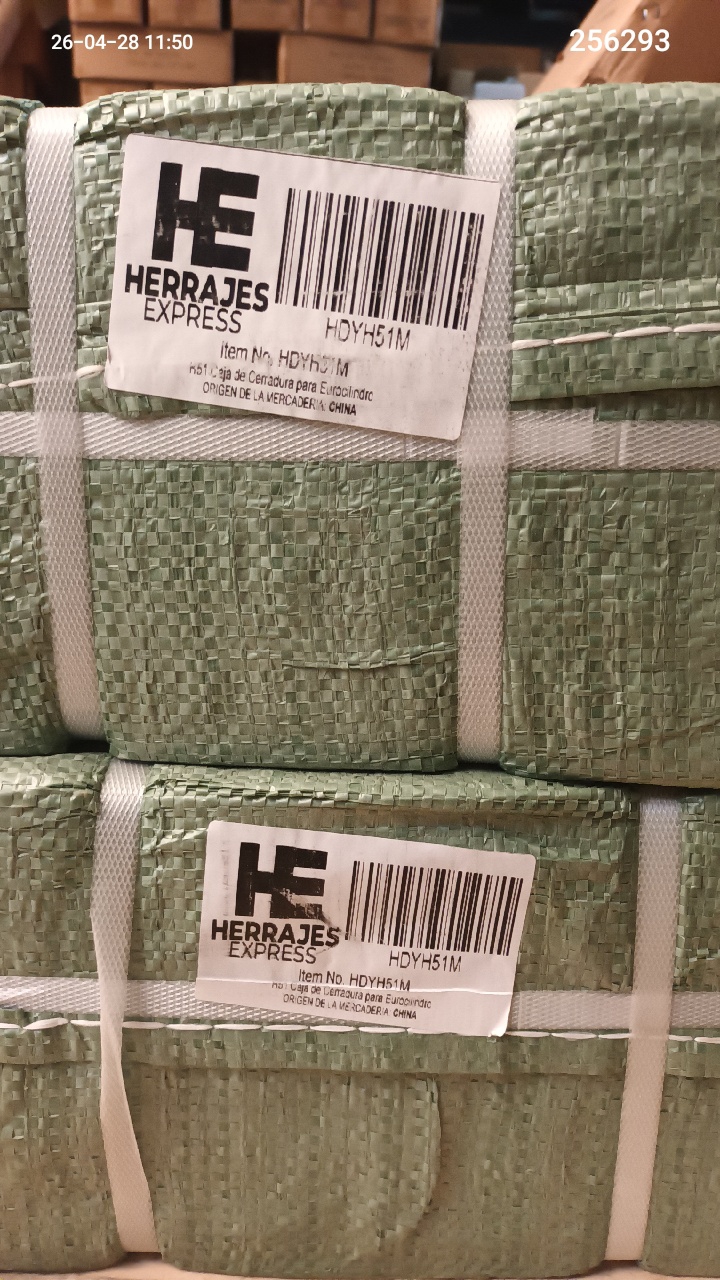 26-04-28 11:50
256293
HE
HERRAJES
EXPRESS
HDYH51M
Item No. HDYH51M
H51 Caja de Cerradura para Eurocilindro
ORIGEN DE LA MERCADERIA: CHINA
HE
HERRAJES
EXPRESS
HDYH51M
Item No. HDYH51M
H51 Caja de Cerradura para Eurocilindro
ORIGEN DE LA MERCADERIA: CHINA